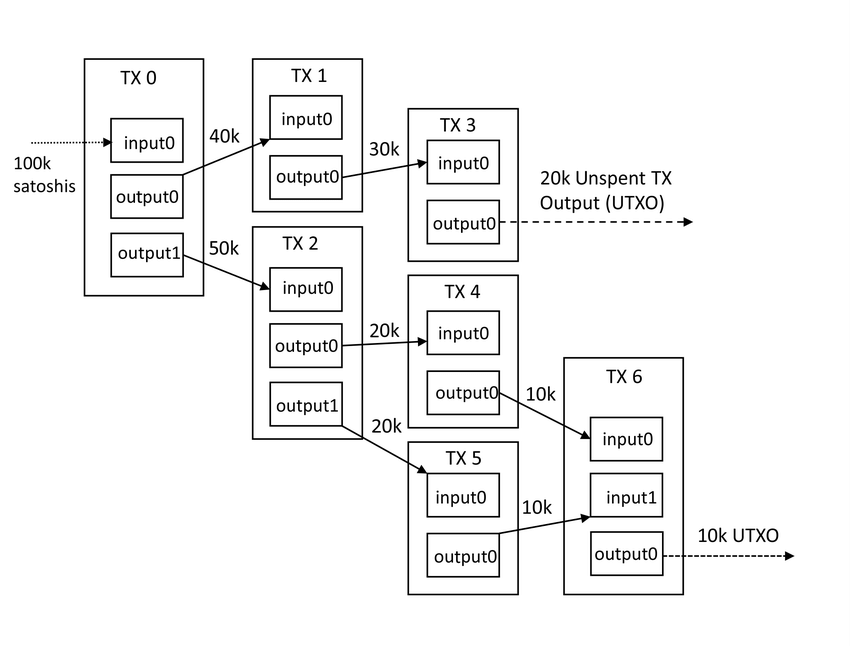 TX 0
input0
100k
satoshis
output0
output1
40k
50k
TX 1
input0
output0
30k
TX 2
input0
output0
output1
20k
20k
TX 3
input0
output0
20k Unspent TX
Output (UTXO)
TX 4
input0
output0
10k
TX 5
input0
output0
10k
TX 6
input0
input1
output0
10k UTXO